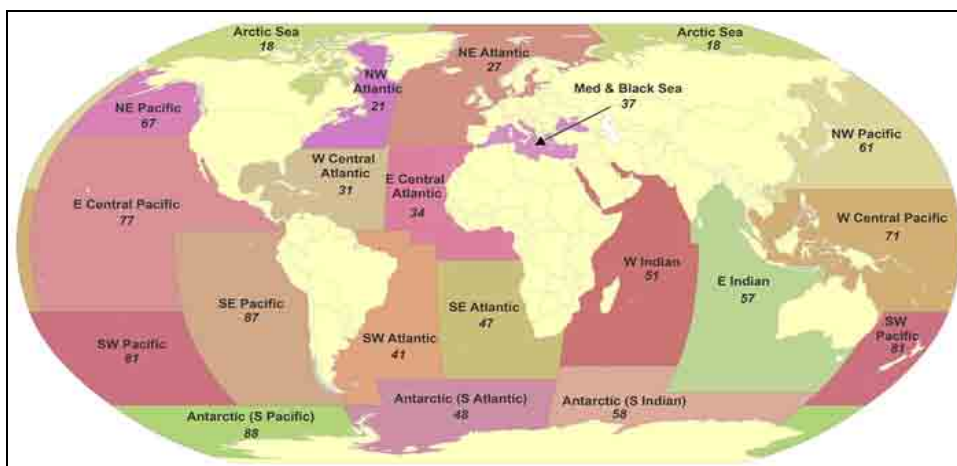 Arctic Sea
18
Arctic Sea
18
NE Atlantic
27
NW
Atlantic
21
Med & Black Sea
37
NE Pacific
67
NW Pacific
61
W Central
Atlantic
31
E Central
Atlantic
34
E Central Pacific
77
W Central Pacific
71
W Indian
51
E Indian
57
SE Pacific
87
SE Atlantic
47
SW Atlantic
41
SW Pacific
81
SW
Pacific
81
Antarctic (S Pacific)
88
Antarctic (S Atlantic)
48
Antarctic (S Indian)
58